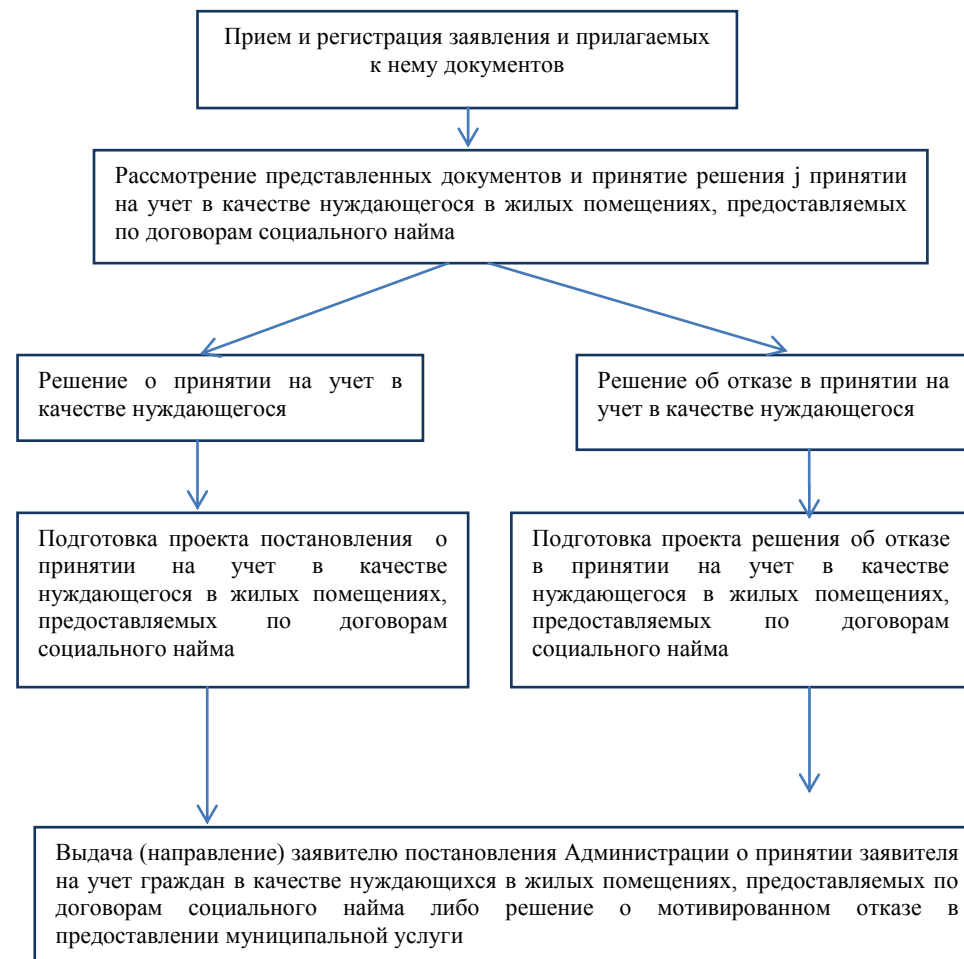 Прием и регистрация заявления и прилагаемых
к нему документов
Рассмотрение представленных документов и принятие решения j принятии
на учет в качестве нуждающегося в жилых помещениях, предоставляемых
по договорам социального найма
Решение о принятии на учет в
качестве нуждающегося
Решение об отказе в принятии на
учет в качестве нуждающегося
Подготовка проекта постановления о
принятии на учет в качестве
нуждающегося в жилых помещениях,
предоставляемых по договорам
социального найма
Подготовка проекта решения об отказе
в принятии на учет в качестве
нуждающегося в жилых помещениях,
предоставляемых по договорам
социального найма
Выдача (направление) заявителю постановления Администрации о принятии заявителя
на учет граждан в качестве нуждающихся в жилых помещениях, предоставляемых по
договорам социального найма либо решение о мотивированном отказе в
предоставлении муниципальной услуги